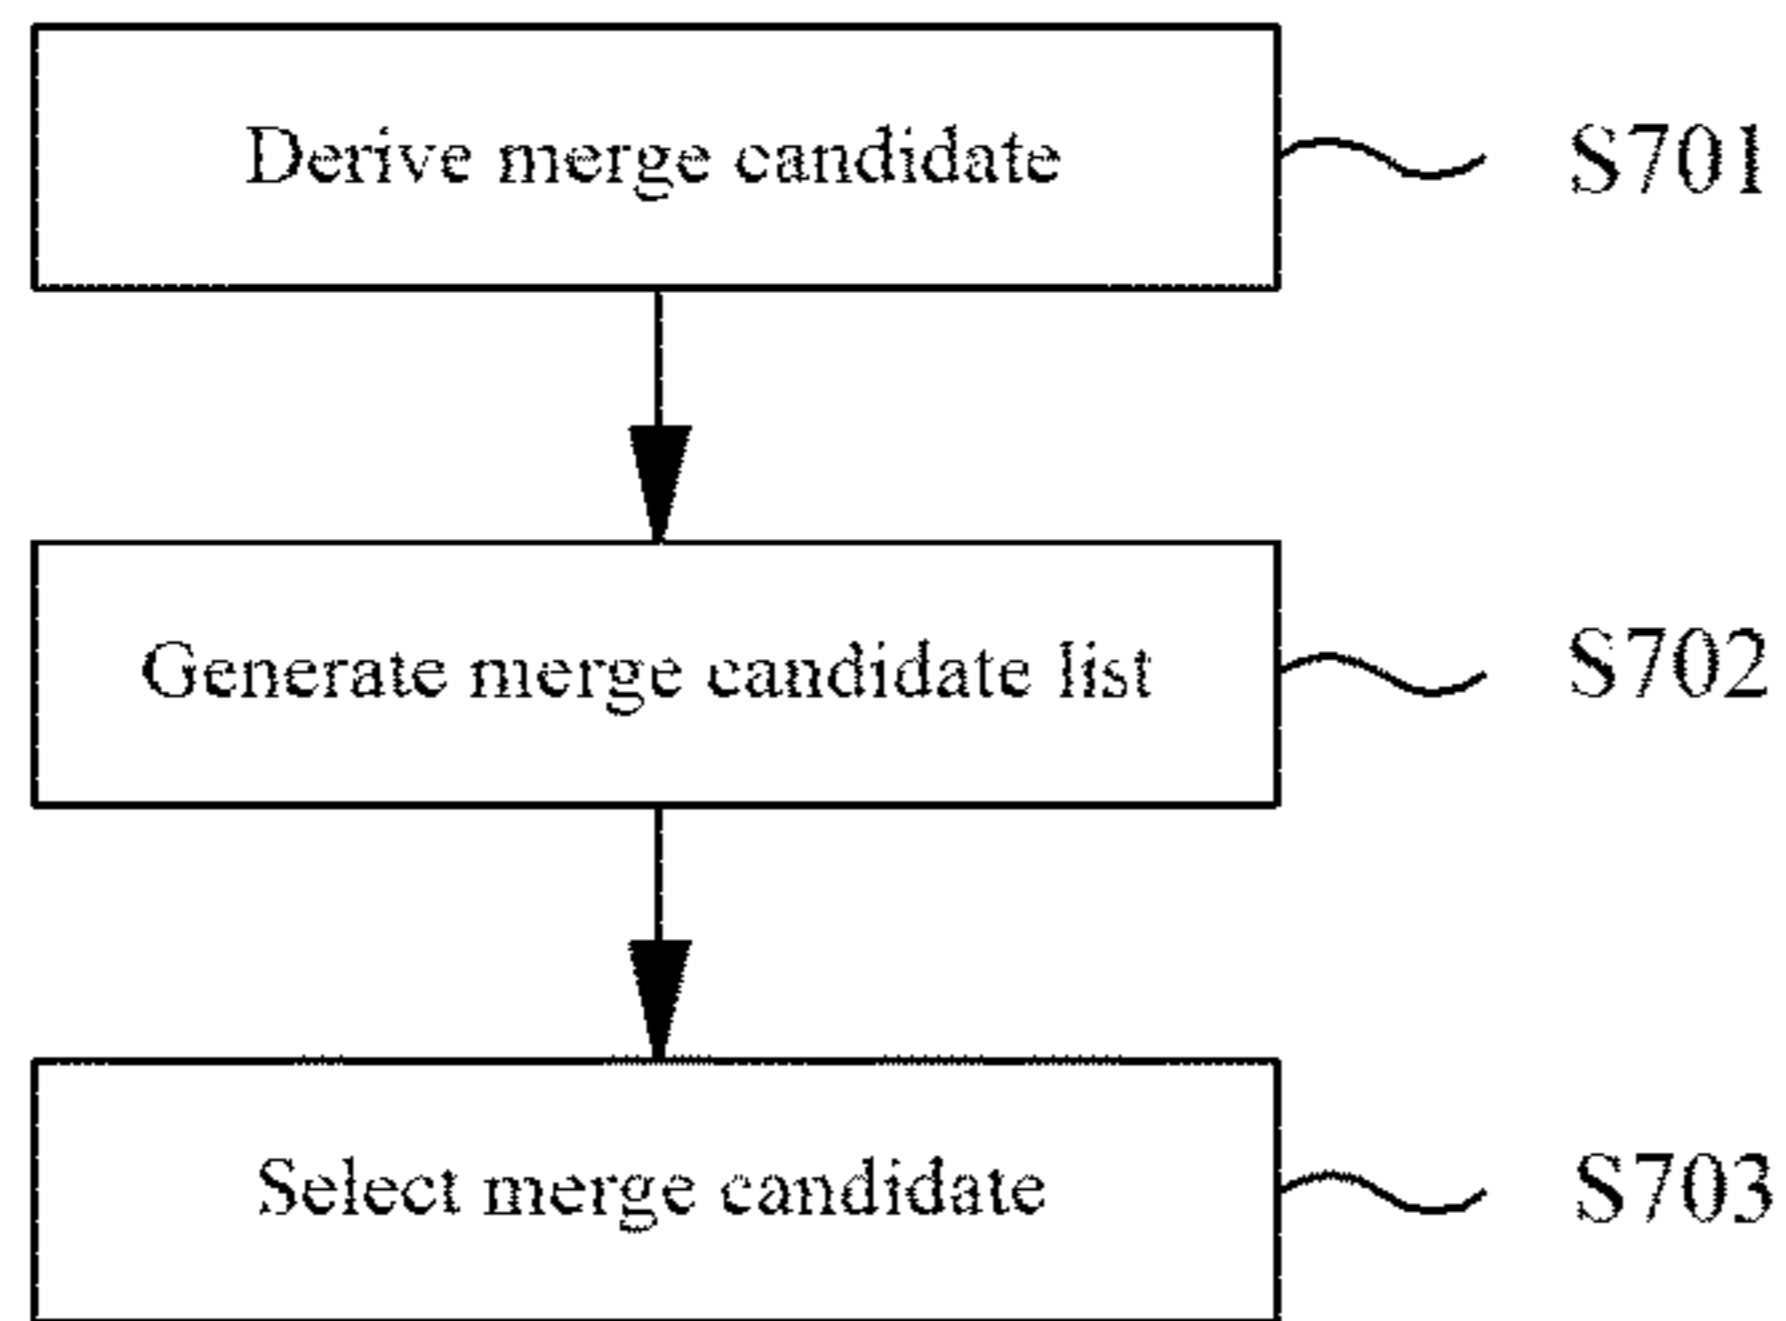 Derive merge candidate S701
Generate merge candidate list S702
Select merge candidate S703